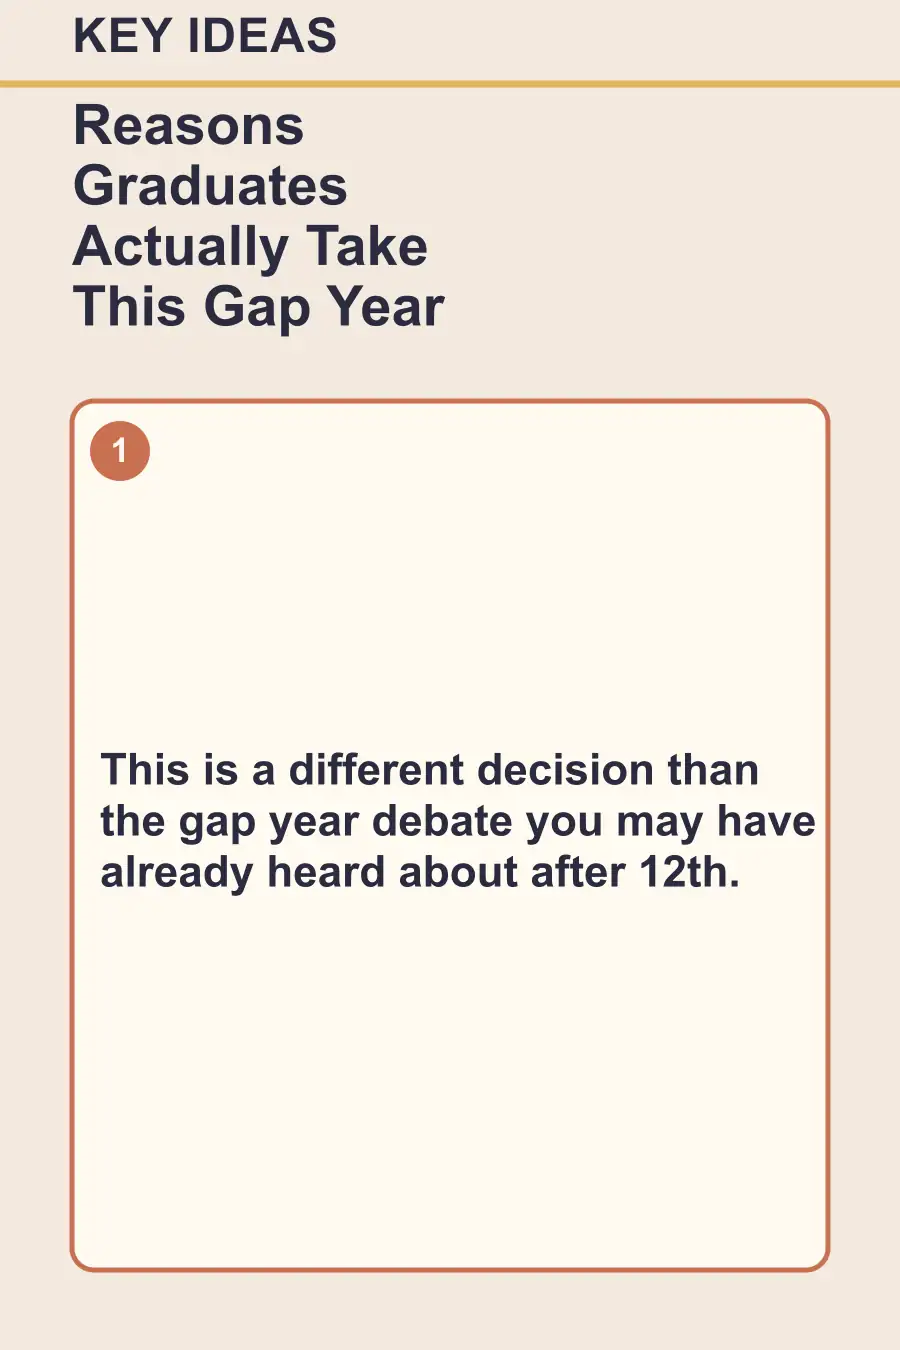 KEY IDEAS
Reasons
Graduates
Actually Take
This Gap Year
1
This is a different decision than
the gap year debate you may have
already heard about after 12th.